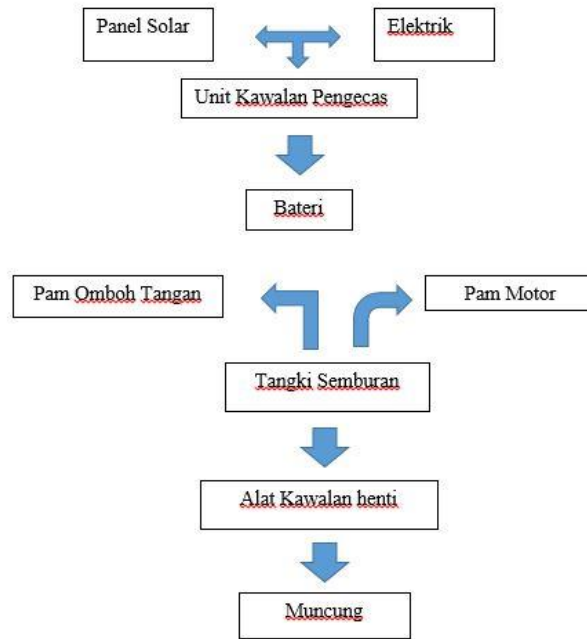 Panel Solar
Elektrik
Unit Kawalan Pengecas
Bateri
Pam Omboh Tangan
Pam Motor
Tangki Semburan
Alat Kawalan henti
Muncung